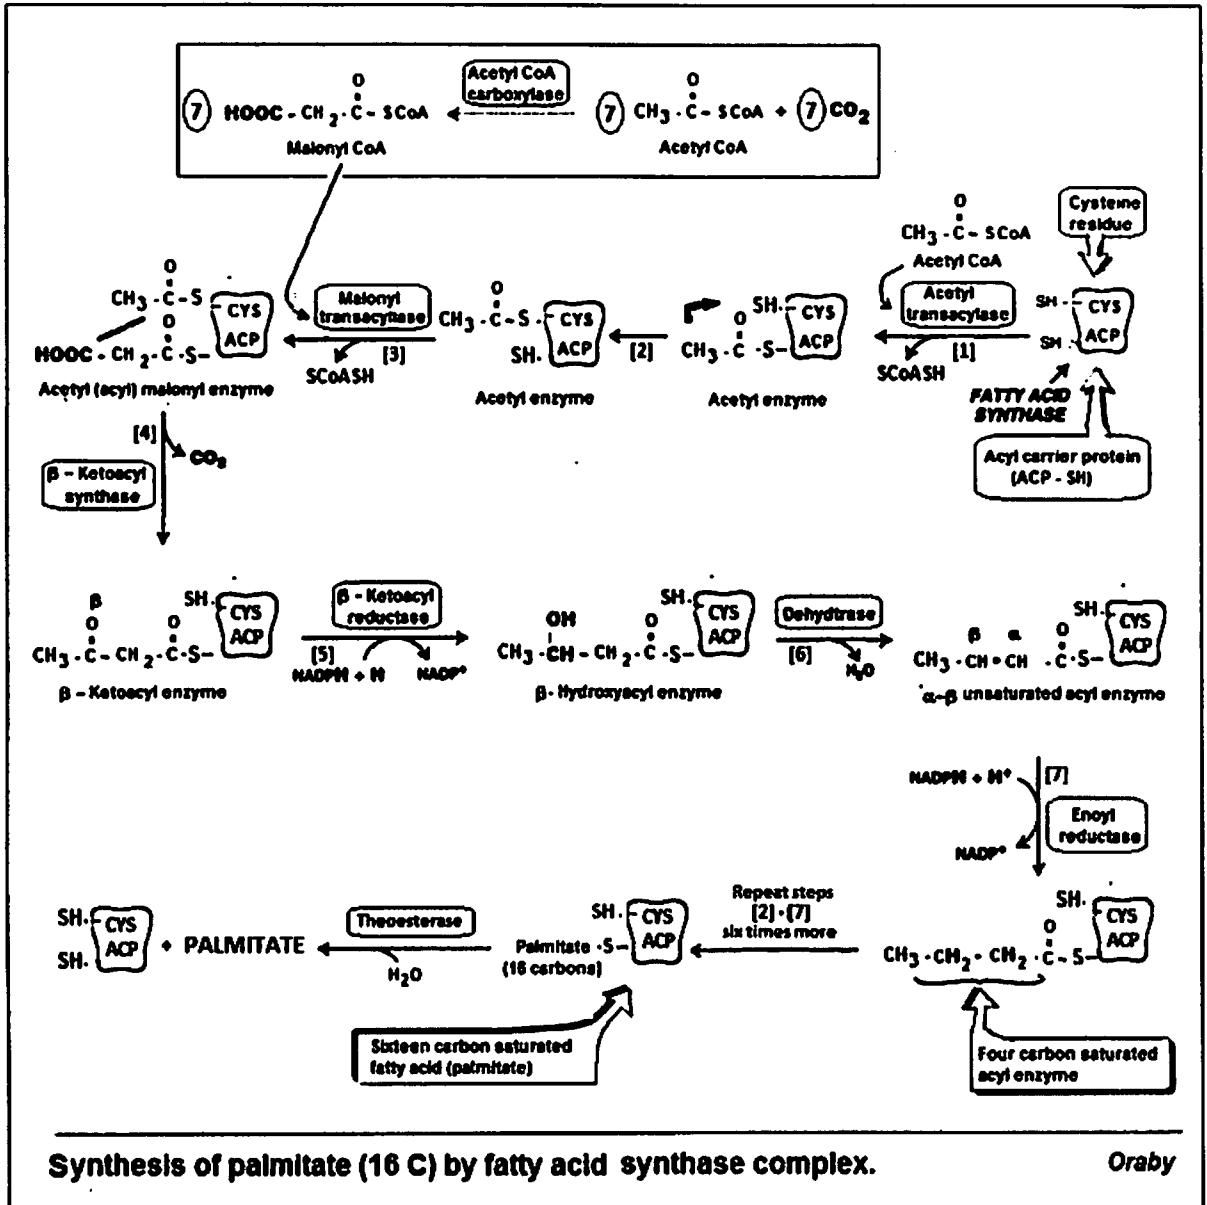 O
Acetyl CoA
carboxylase
O
7 HOOC - CH2 - C - SCoA
7 CH3 - C - SCoA + 7 CO2
Malonyl CoA
Acetyl CoA
O
CH3 - C - SCoA
Acetyl CoA
Cysteine
residue
O
CH3 - C - S - CYS
O
HOOC - CH2 - C - S - ACP
Acetyl (acyl) malonyl enzyme
Malonyl
[3]
SCoASH
O
CH3 - C - S - CYS
SH - ACP
Acetyl enzyme
[2]
SH - CYS
O
CH3 - C - S - ACP
Acetyl enzyme
Acetyl
transacylase
[1]
SCoASH
SH - CYS
SH - ACP
FATTY ACID
SYNTHASE
Acyl carrier protein
(ACP - SH)
[4]
CO2
β - Ketoacyl
synthase
β
O O SH - CYS
CH3 - C - CH2 - C - S - ACP
β - Ketoacyl enzyme
β - Ketoacyl
reductase
[5]
NADPH + H NADP+
OH O SH - CYS
CH3 - CH - CH2 - C - S - ACP
β - Hydroxyacyl enzyme
Dehydtrase
[6]
H2O
β α O SH - CYS
CH3 - CH = CH - C - S - ACP
α-β unsaturated acyl enzyme
NADPH + H+
[7]
Enoyl
reductase
NADP+
SH - CYS
SH - ACP
+ PALMITATE
Theoesterase
H2O
SH - CYS
Palmitate - S - ACP
(16 carbons)
Repeat steps
[2] - [7]
six times more
SH - CYS
O
CH3 - CH2 - CH2 - C - S - ACP
Sixteen carbon saturated
fatty acid (palmitate)
Four carbon saturated
acyl enzyme
Synthesis of palmitate (16 C) by fatty acid synthase complex.
Oraby